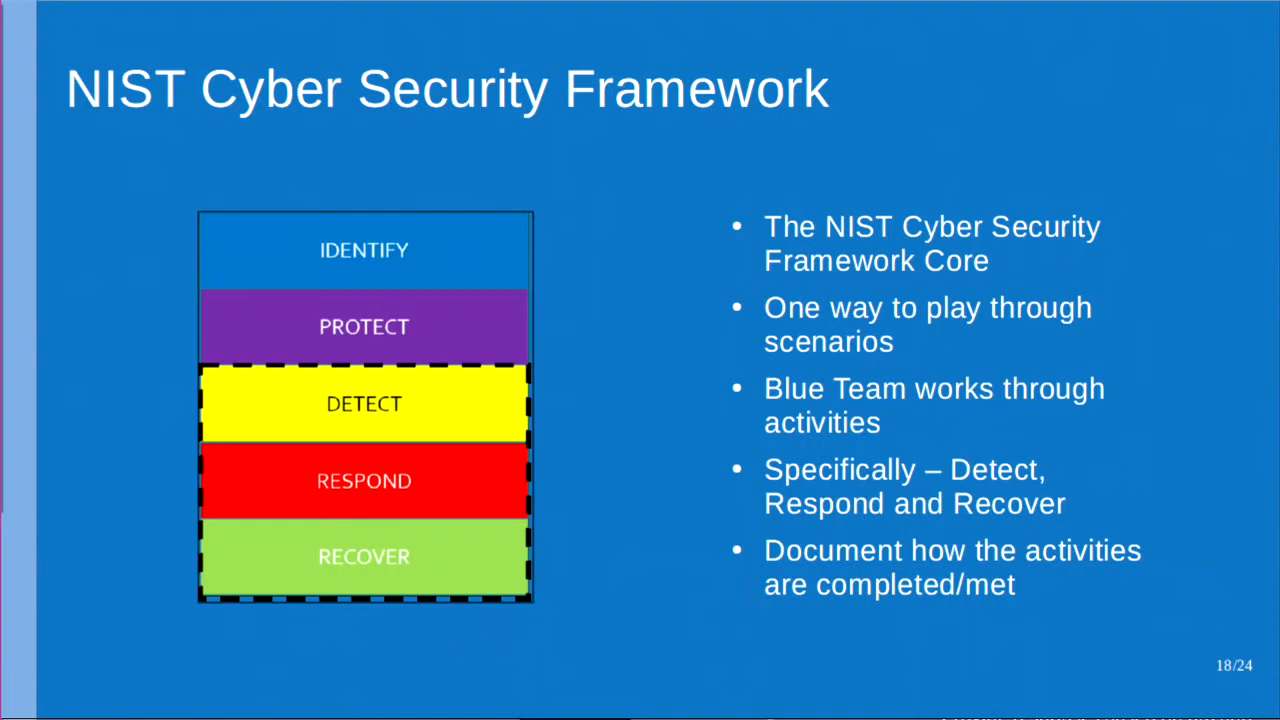 NIST Cyber Security Framework
IDENTIFY
PROTECT
DETECT
RESPOND
RECOVER
• The NIST Cyber Security
Framework Core
• One way to play through
scenarios
• Blue Team works through
activities
• Specifically – Detect,
Respond and Recover
• Document how the activities
are completed/met
18/24